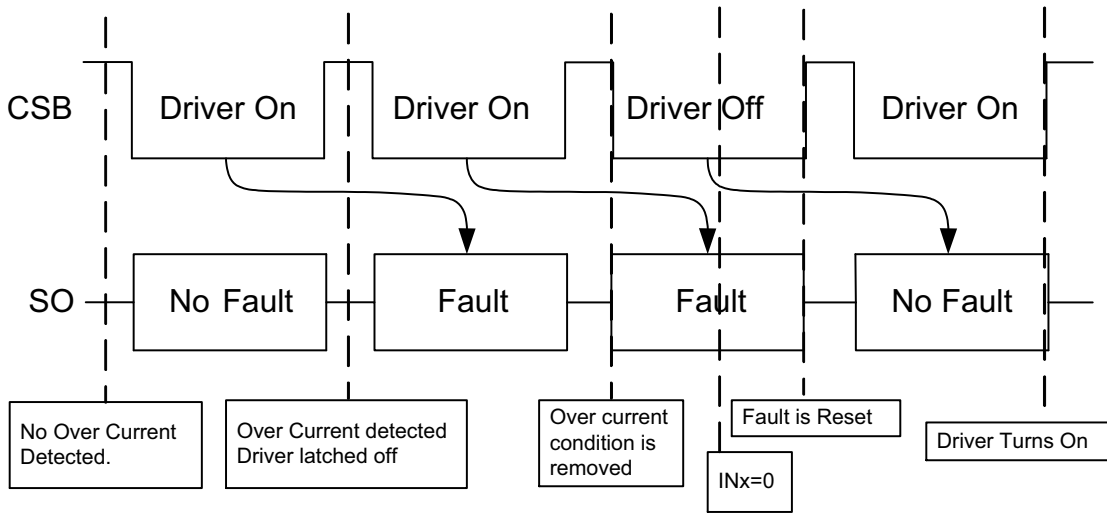 CSB
Driver On
Driver On
Driver Off
Driver On
SO
No Fault
Fault
Fault
No Fault
No Over Current
Detected.
Over Current detected
Driver latched off
Over current
condition is
removed
INx=0
Fault is Reset
Driver Turns On